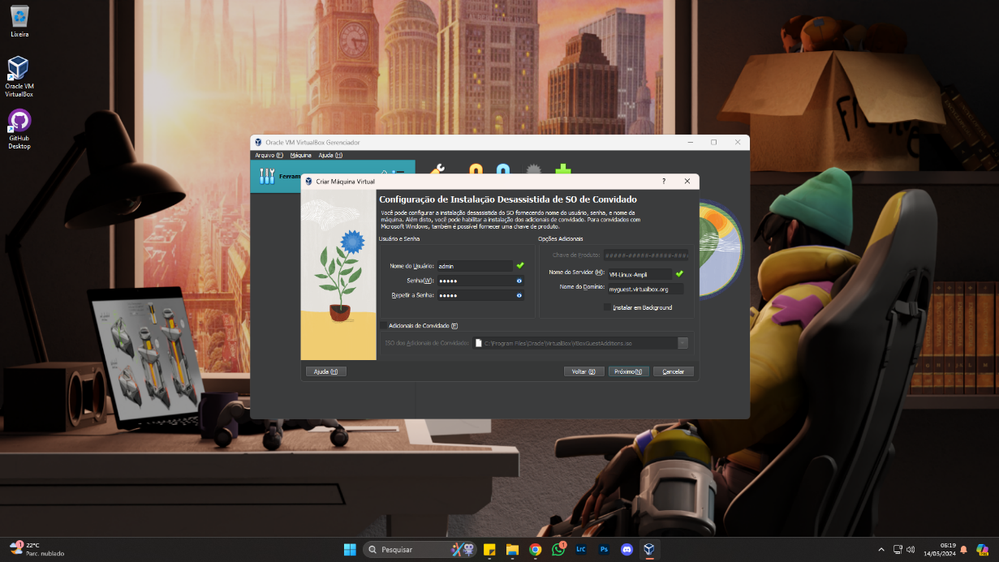 Lixeira
Oracle VM
VirtualBox
GitHub
Desktop
Oracle VM VirtualBox Gerenciador
Arquivo (F) Máquina Ajuda (H)
Criar Máquina Virtual
Configuração de Instalação Desassistida de SO de Convidado
Você pode configurar a instalação desassistida do SO fornecendo nome do usuário, senha, e nome da
máquina. Além disto, você pode habilitar a instalação dos adicionais de convidado. Para convidados com
Microsoft Windows, também é possível fornecer uma chave de produto.
Usuário e Senha
Nome do Usuário: admin
Senha(W): •••••
Repetir a Senha: •••••
Opções Adicionais
Chave de Produto: #####-#####-#####-####
Nome do Servidor (H): VM-Linux-Ampli
Nome do Domínio: myguest.virtualbox.org
Instalar em Background
Adicionais de Convidado (E)
ISO dos Adicionais de Convidado: C:\Program Files\Oracle\VirtualBox\VBoxGuestAdditions.iso
Ajuda (H) Voltar (B) Próximo(N) Cancelar
1
22°C
Parc. nublado
Pesquisar
1
LrC
Ps
06:19
14/05/2024